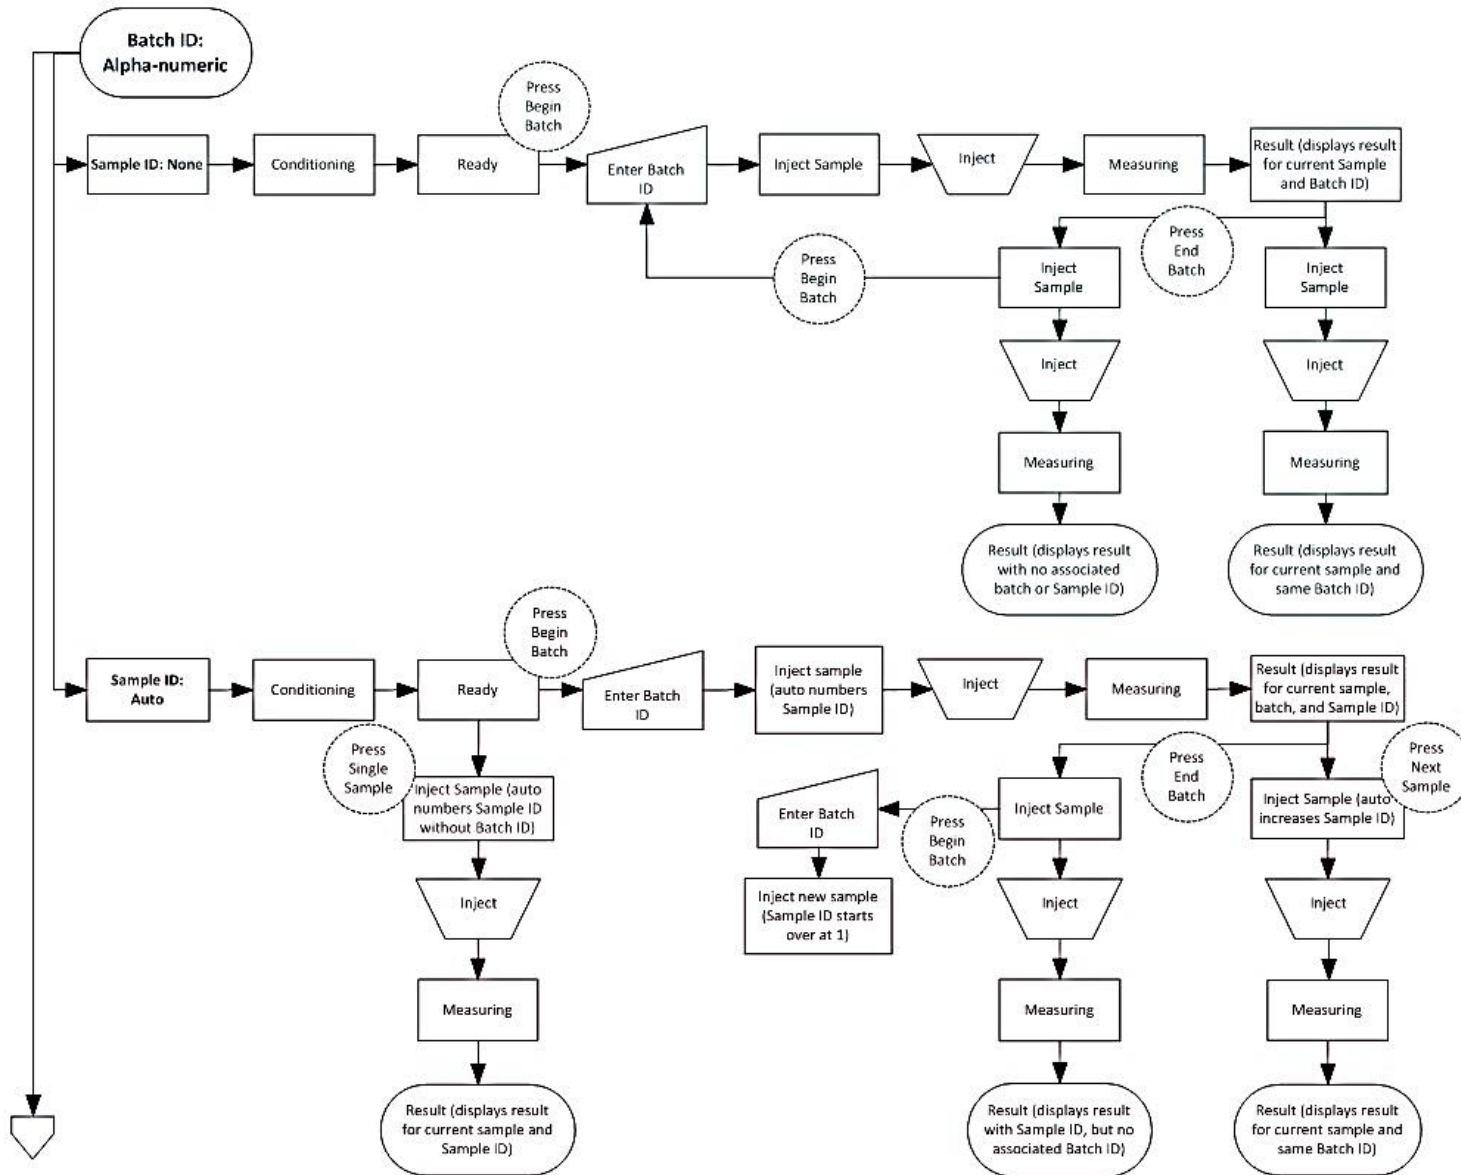 Batch ID:
Alpha-numeric
Press
Begin
Batch
Sample ID: None
Conditioning
Ready
Enter Batch
ID
Inject Sample
Inject
Measuring
Result (displays result
for current Sample
and Batch ID)
Press
Begin
Batch
Inject
Sample
Press
End
Batch
Inject
Sample
Inject
Inject
Measuring
Measuring
Result (displays result
with no associated
batch or Sample ID)
Result (displays result
for current sample and
same Batch ID)
Press
Begin
Batch
Sample ID:
Auto
Conditioning
Ready
Enter Batch
ID
Inject sample
(auto numbers
Sample ID)
Inject
Measuring
Result (displays result
for current sample,
batch, and Sample ID)
Press
Single
Sample
Inject Sample (auto
numbers Sample ID
without Batch ID)
Enter Batch
ID
Press
Begin
Batch
Inject Sample
Press
End
Batch
Inject Sample (auto
increases Sample ID)
Press
Next
Sample
Inject
Inject new sample
(Sample ID starts
over at 1)
Inject
Inject
Measuring
Measuring
Measuring
Result (displays result
for current sample and
Sample ID)
Result (displays result
with Sample ID, but no
associated Batch ID)
Result (displays result
for current sample and
same Batch ID)